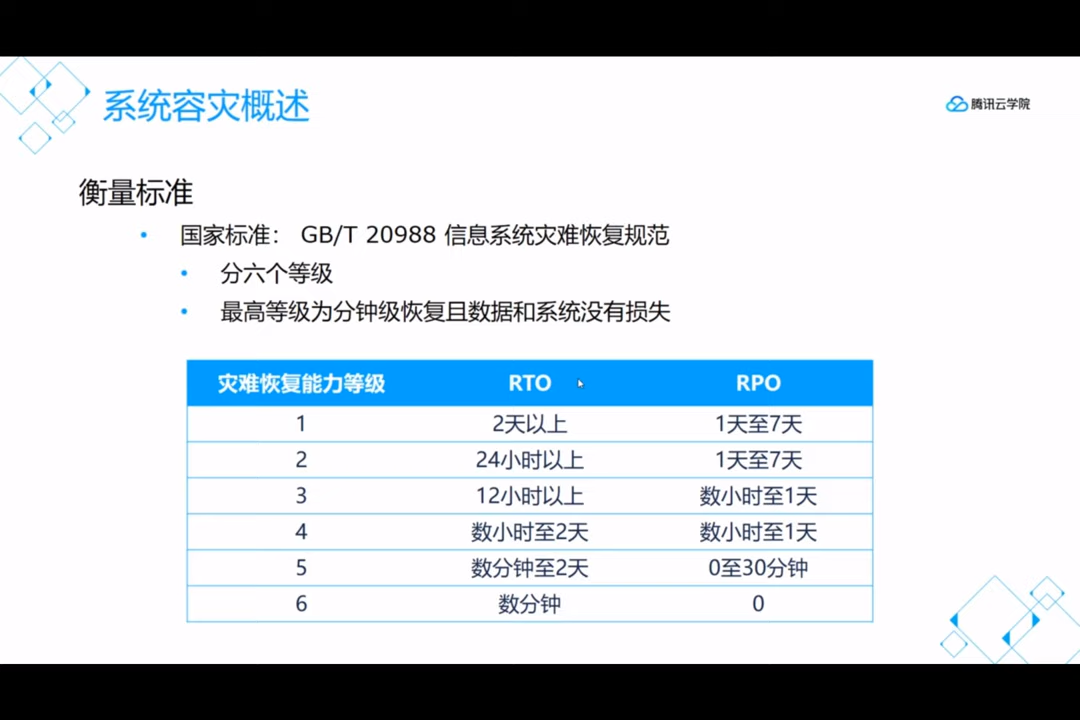 系统容灾概述
腾讯云学院
衡量标准
• 国家标准： GB/T 20988 信息系统灾难恢复规范
• 分六个等级
• 最高等级为分钟级恢复且数据和系统没有损失
灾难恢复能力等级 RTO RPO
1 2天以上 1天至7天
2 24小时以上 1天至7天
3 12小时以上 数小时至1天
4 数小时至2天 数小时至1天
5 数分钟至2天 0至30分钟
6 数分钟 0